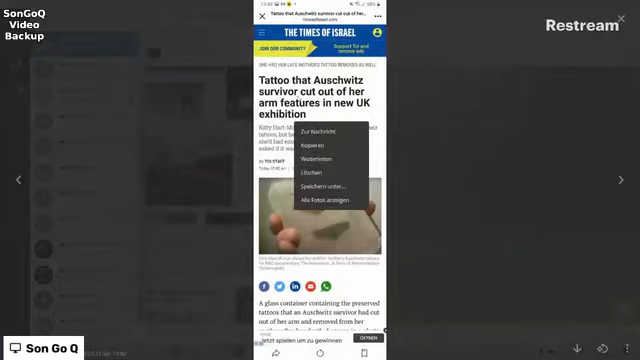 SonGoQ
Video
Backup
Restream
Tattoo that Auschwitz survivor cut out of her...
timesofisrael.com
THE TIMES OF ISRAEL
JOIN OUR COMMUNITY
Support ToI and
remove ads
SHE HAD HER LATE MOTHER'S TATTOO REMOVED AS WELL
Tattoo that Auschwitz
survivor cut out of her
arm features in new UK
exhibition
Zur Nachricht
Kopieren
Weiterleiten
Löschen
Speichern unter...
Alle Fotos anzeigen
By TOI STAFF
A glass container containing the preserved
tattoos that an Auschwitz survivor had cut
out of her arm and removed from her
Jetzt spielen um zu gewinnen
ÖFFNEN
Son Go Q